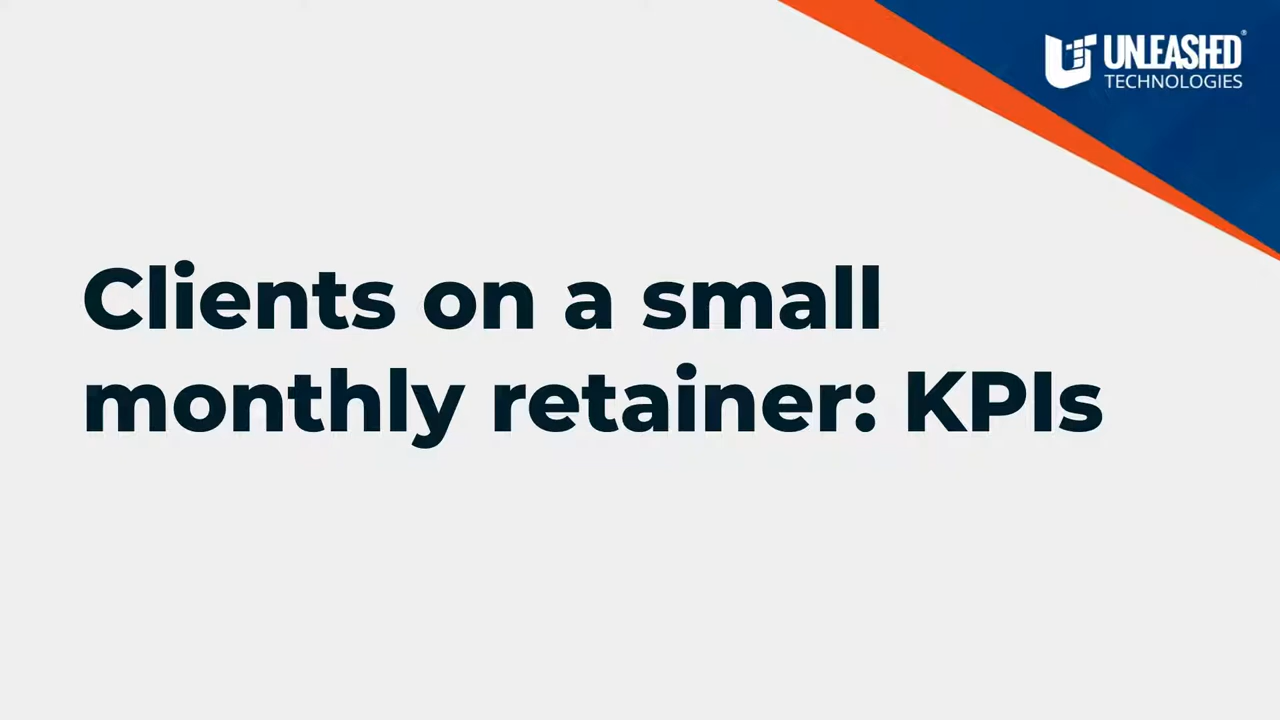 UNLEASHED®
TECHNOLOGIES
Clients on a small
monthly retainer: KPIs